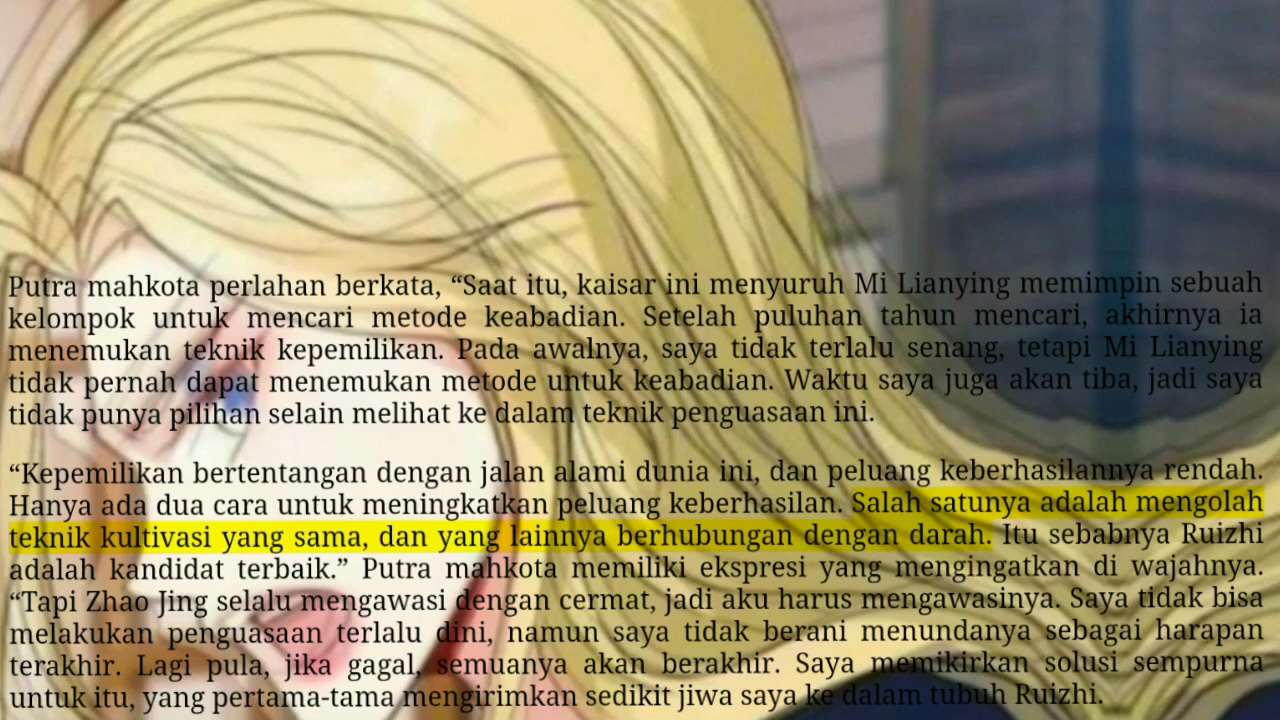 Putra mahkota perlahan berkata, “Saat itu, kaisar ini menyuruh Mi Lianying memimpin sebuah
kelompok untuk mencari metode keabadian. Setelah puluhan tahun mencari, akhirnya ia
menemukan teknik kepemilikan. Pada awalnya, saya tidak terlalu senang, tetapi Mi Lianying
tidak pernah dapat menemukan metode untuk keabadian. Waktu saya juga akan tiba, jadi saya
tidak punya pilihan selain melihat ke dalam teknik penguasaan ini.
“Kepemilikan bertentangan dengan jalan alami dunia ini, dan peluang keberhasilannya rendah.
Hanya ada dua cara untuk meningkatkan peluang keberhasilan. Salah satunya adalah mengolah
teknik kultivasi yang sama, dan yang lainnya berhubungan dengan darah. Itu sebabnya Ruizhi
adalah kandidat terbaik.” Putra mahkota memiliki ekspresi yang mengingatkan di wajahnya.
“Tapi Zhao Jing selalu mengawasi dengan cermat, jadi aku harus mengawasinya. Saya tidak bisa
melakukan penguasaan terlalu dini, namun saya tidak berani menundanya sebagai harapan
terakhir. Lagi pula, jika gagal, semuanya akan berakhir. Saya memikirkan solusi sempurna
untuk itu, yang pertama-tama mengirimkan sedikit jiwa saya ke dalam tubuh Ruizhi.